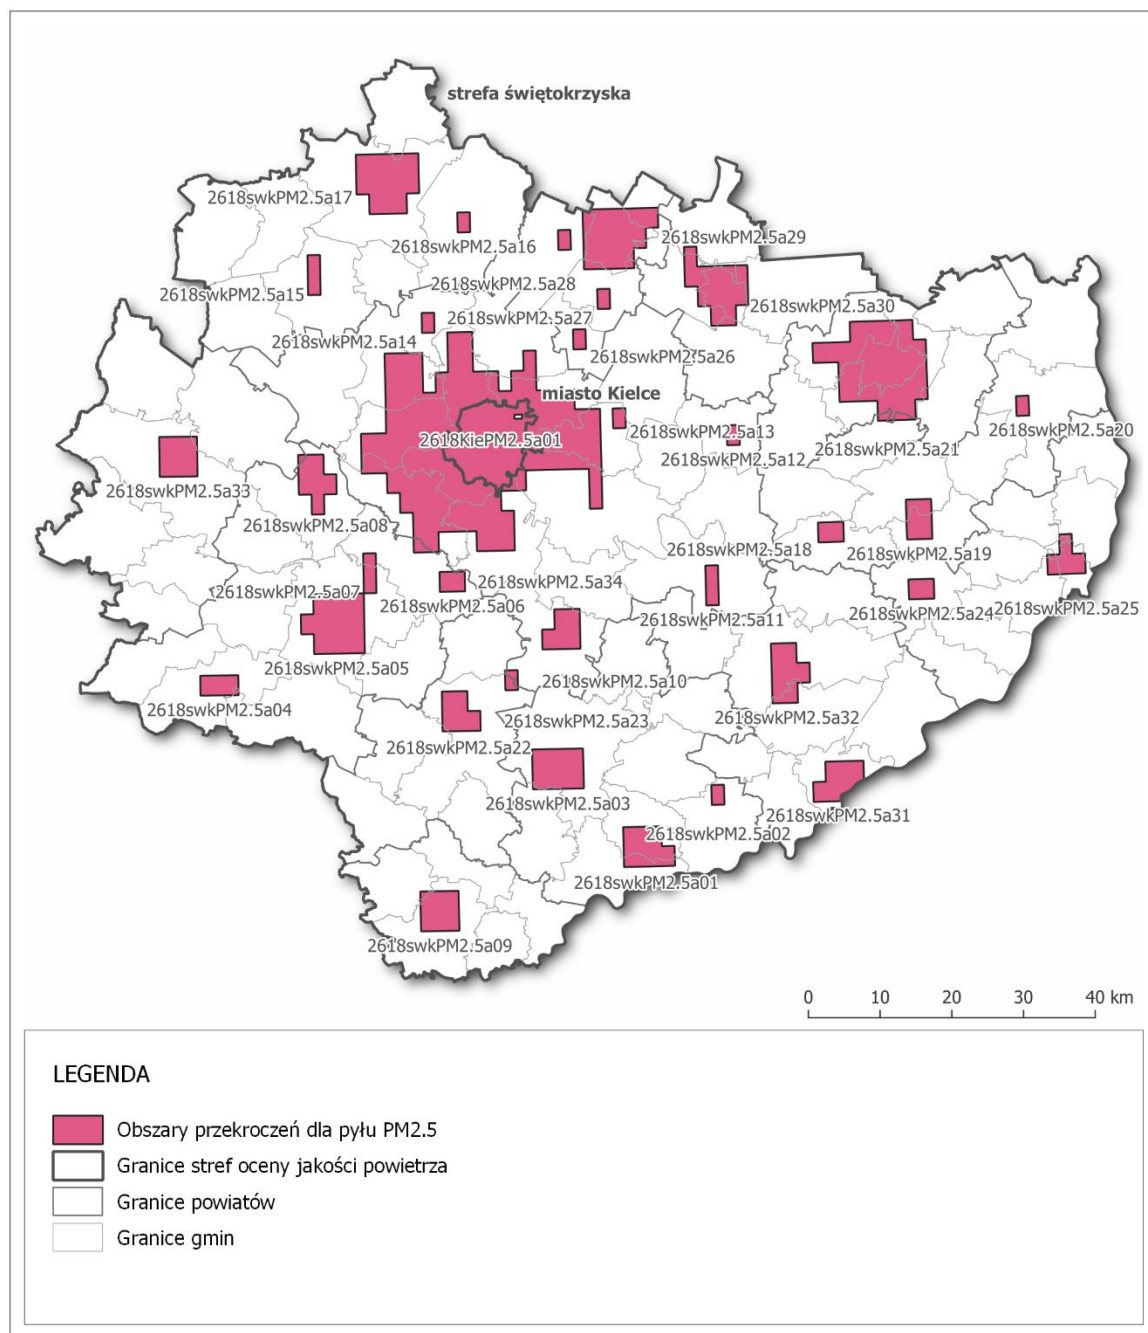 strefa świętokrzyska
2618swkPM2.5a17
2618swkPM2.5a16
2618swkPM2.5a29
2618swkPM2.5a15
2618swkPM2.5a28
2618swkPM2.5a30
2618swkPM2.5a14
2618swkPM2.5a27
2618swkPM2.5a26
miasto Kielce
2618KiePM2.5a01
2618swkPM2.5a13
2618swkPM2.5a20
2618swkPM2.5a12
2618swkPM2.5a21
2618swkPM2.5a33
2618swkPM2.5a08
2618swkPM2.5a18
2618swkPM2.5a19
2618swkPM2.5a34
2618swkPM2.5a07
2618swkPM2.5a06
2618swkPM2.5a11
2618swkPM2.5a24
2618swkPM2.5a25
2618swkPM2.5a05
2618swkPM2.5a10
2618swkPM2.5a04
2618swkPM2.5a23
2618swkPM2.5a32
2618swkPM2.5a22
2618swkPM2.5a03
2618swkPM2.5a31
2618swkPM2.5a02
2618swkPM2.5a01
2618swkPM2.5a09
0 10 20 30 40 km
LEGENDA
Obszary przekroczeń dla pyłu PM2.5
Granice stref oceny jakości powietrza
Granice powiatów
Granice gmin